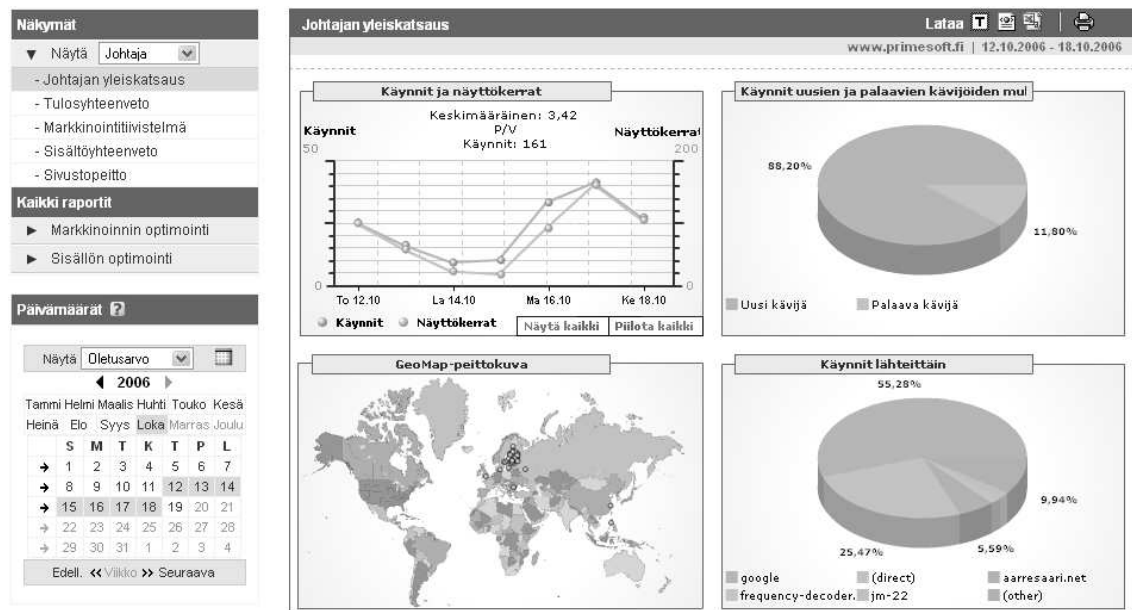 Näkymät
Näytä Johtaja
- Johtajan yleiskatsaus
- Tulosyhteenveto
- Markkinointitiivistelmä
- Sisältöyhteenveto
- Sivustopeitto
Kaikki raportit
Markkinoinnin optimointi
Sisällön optimointi
Päivämäärät ?
Näytä Oletusarvo
2006
Tammi Helmi Maalis Huhti Touko Kesä
Heinä Elo Syys Loka Marras Joulu
S M T K T P L
1 2 3 4 5 6 7
8 9 10 11 12 13 14
15 16 17 18 19 20 21
22 23 24 25 26 27 28
29 30 31 1 2 3 4
Edell. << Viikko >> Seuraava
Johtajan yleiskatsaus
Lataa T
www.primesoft.fi | 12.10.2006 - 18.10.2006
Käynnit ja näyttökerrat
Keskimääräinen: 3,42
P/V
Käynnit: 161
Käynnit
50
Näyttökerrat
200
0
0
To 12.10 La 14.10 Ma 16.10 Ke 18.10
Käynnit Näyttökerrat Näytä kaikki Piilota kaikki
Käynnit uusien ja palaavien kävijöiden mul
88,20%
11,80%
Uusi kävijä Palaava kävijä
GeoMap-peittokuva
Käynnit lähteittäin
55,28%
9,94%
25,47%
5,59%
google (direct) aarresaari.net
frequency-decoder. jm-22 (other)